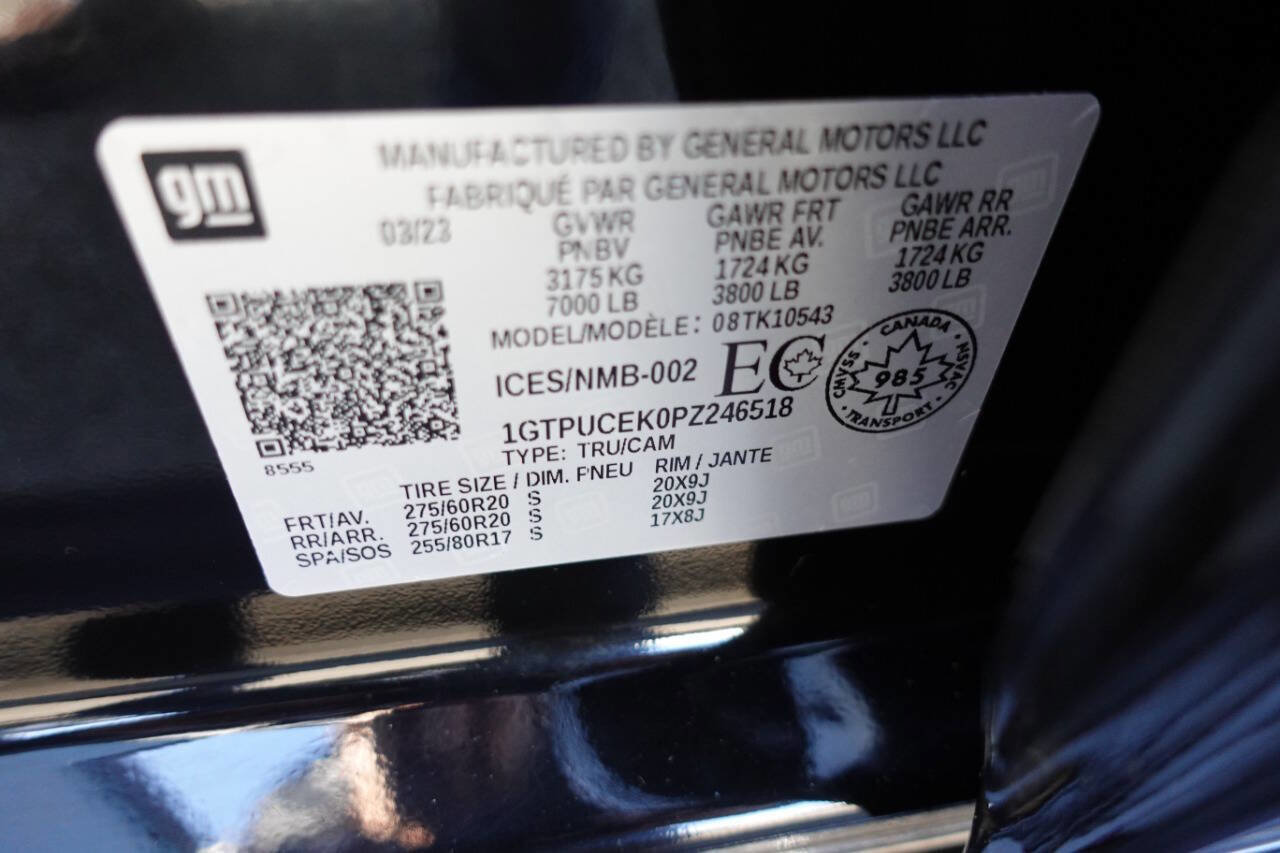 gm
MANUFACTURED BY GENERAL MOTORS LLC
FABRIQUÉ PAR GENERAL MOTORS LLC
03/23 GVWR GAWR FRT GAWR RR
PNBV PNBE AV. PNBE ARR.
3175 KG 1724 KG 1724 KG
7000 LB 3800 LB 3800 LB
MODEL/MODÈLE: 08TK10543
ICES/NMB-002 EC
CANADA
CMVSS 985 NSVAC
TRANSPORT
1GTPUCEK0PZ246518
8555
TYPE: TRU/CAM
TIRE SIZE / DIM. PNEU RIM / JANTE
FRT/AV. 275/60R20 S 20X9J
RR/ARR. 275/60R20 S 20X9J
SPA/SOS 255/80R17 S 17X8J